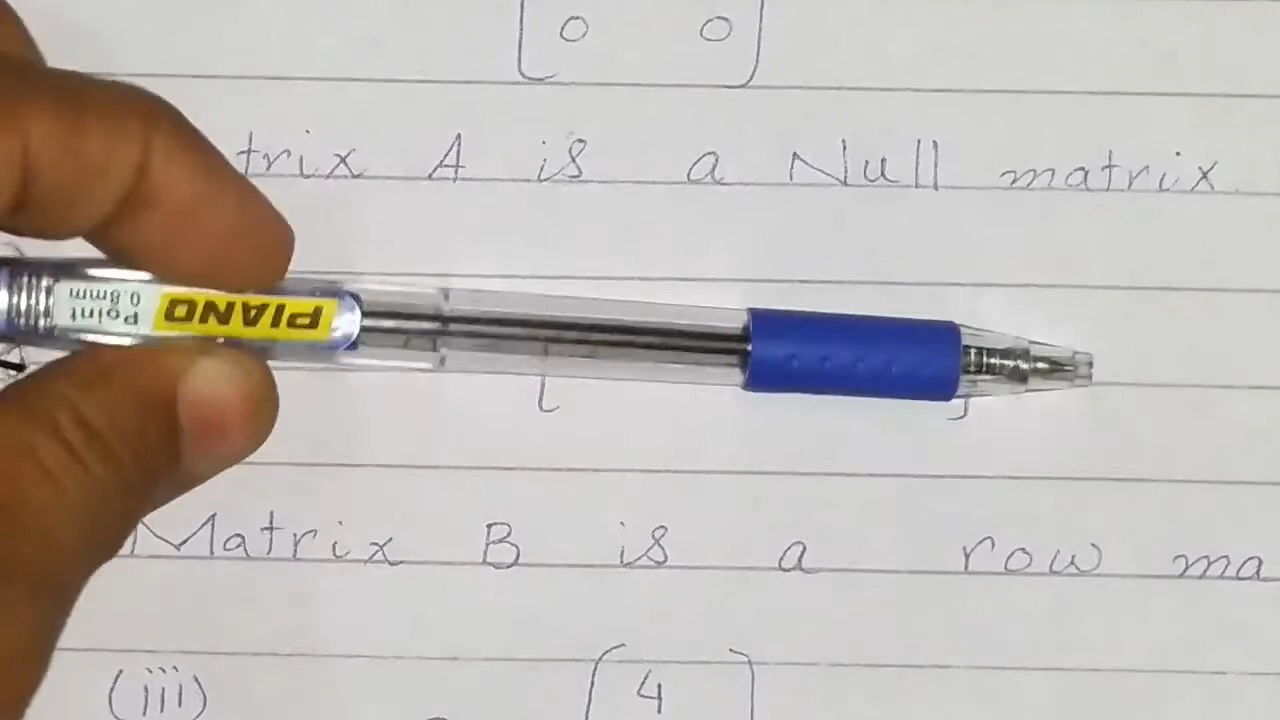 0 0
trix A is a Null matrix.
PIANO
Point
0.8mm
Matrix B is a row ma
(iii)
4